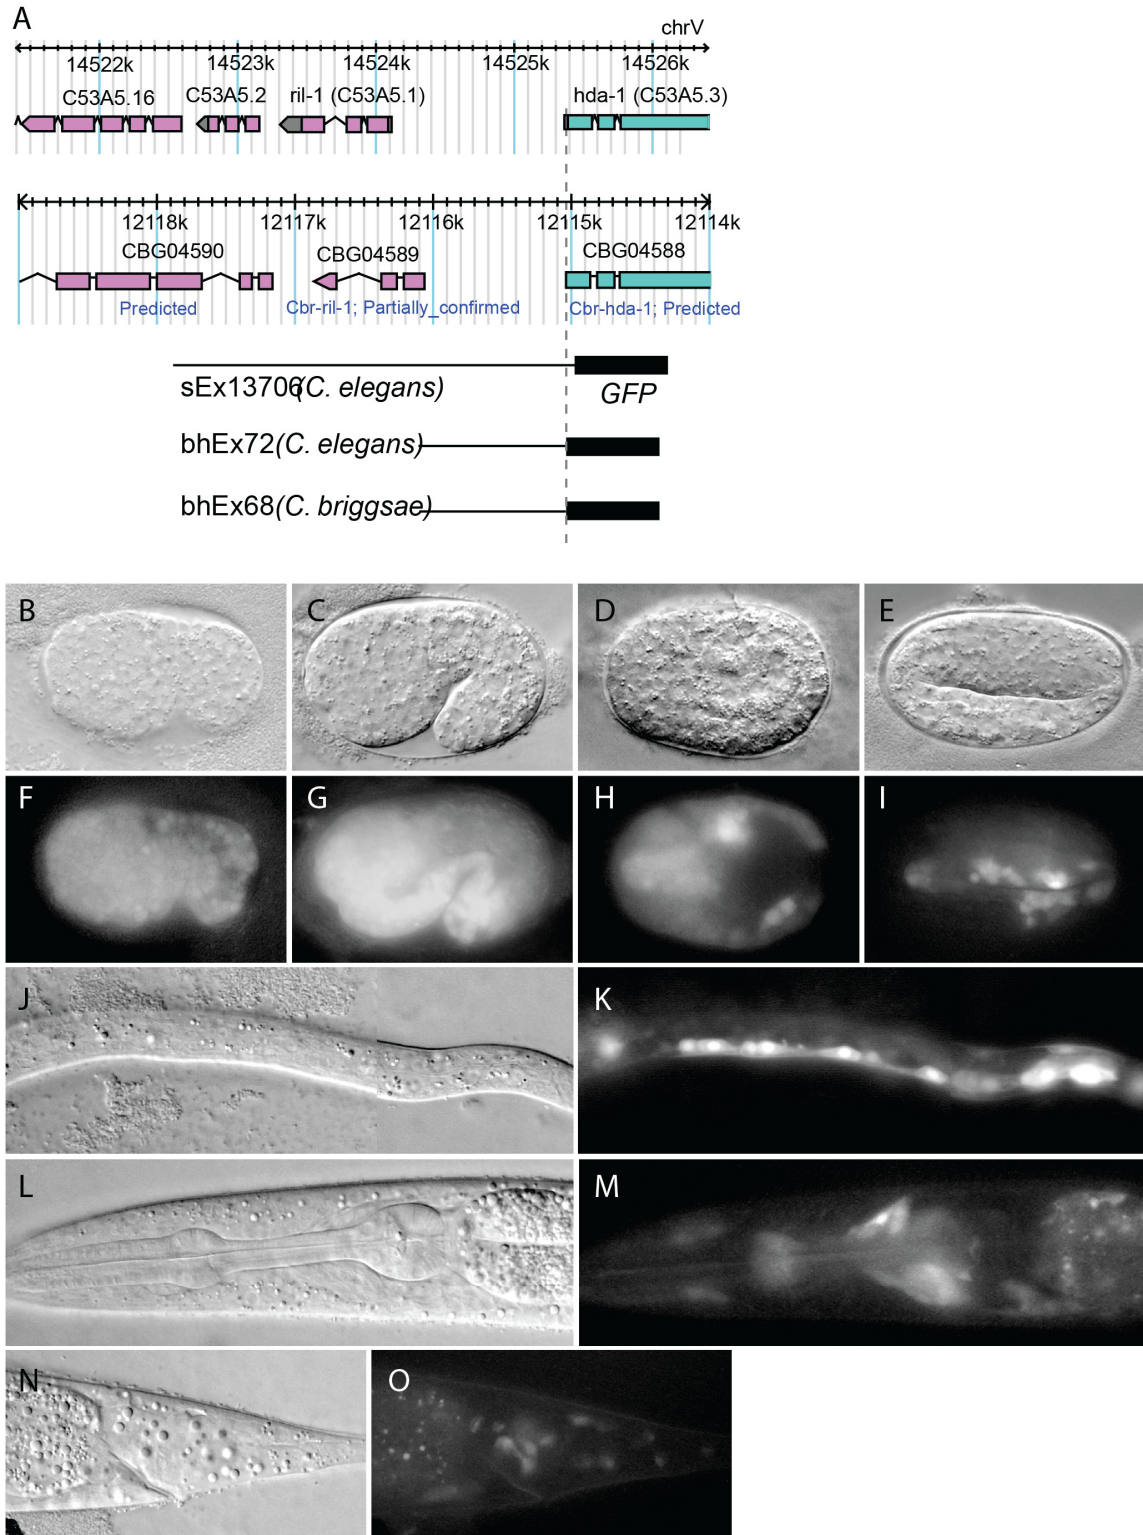 A
chrV
14522k 14523k 14524k 14525k 14526k
C53A5.16 C53A5.2 ril-1 (C53A5.1) hda-1 (C53A5.3)
12118k 12117k 12116k 12115k 12114k
CBG04590 CBG04589 CBG04588
Predicted Cbr-ril-1; Partially_confirmed Cbr-hda-1; Predicted
sEx13706(C. elegans) GFP
bhEx72(C. elegans)
bhEx68(C. briggsae)
B C D E
F G H I
J K
L M
N O